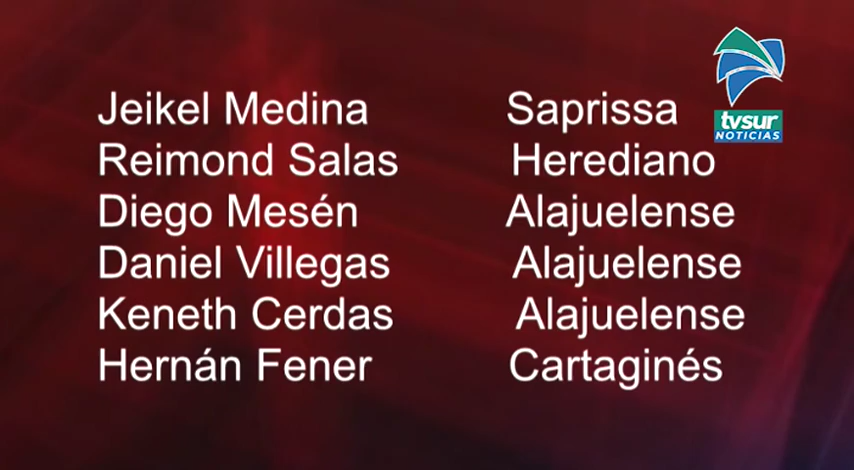 Jeikel Medina Saprissa
Reimond Salas Herediano
Diego Mesén Alajuelense
Daniel Villegas Alajuelense
Keneth Cerdas Alajuelense
Hernán Fener Cartaginés
tvsur
NOTICIAS